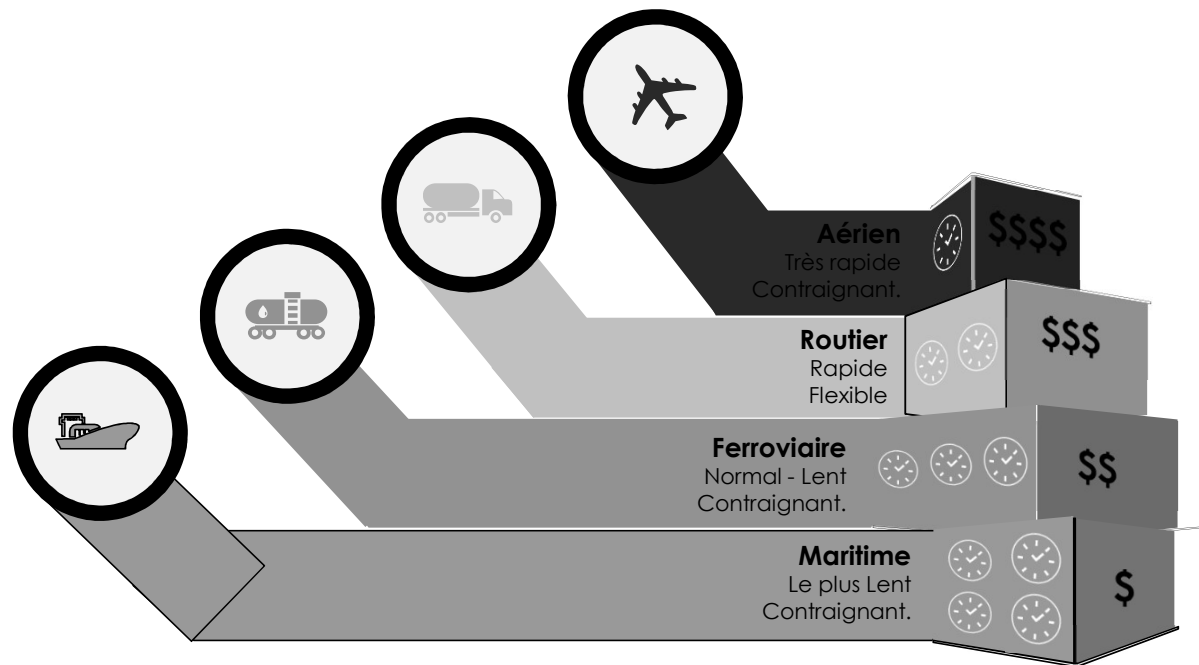 Aérien
Très rapide
Contraignant.
$$$$
Routier
Rapide
Flexible
$$$
Ferroviaire
Normal - Lent
Contraignant.
$$
Maritime
Le plus Lent
Contraignant.
$